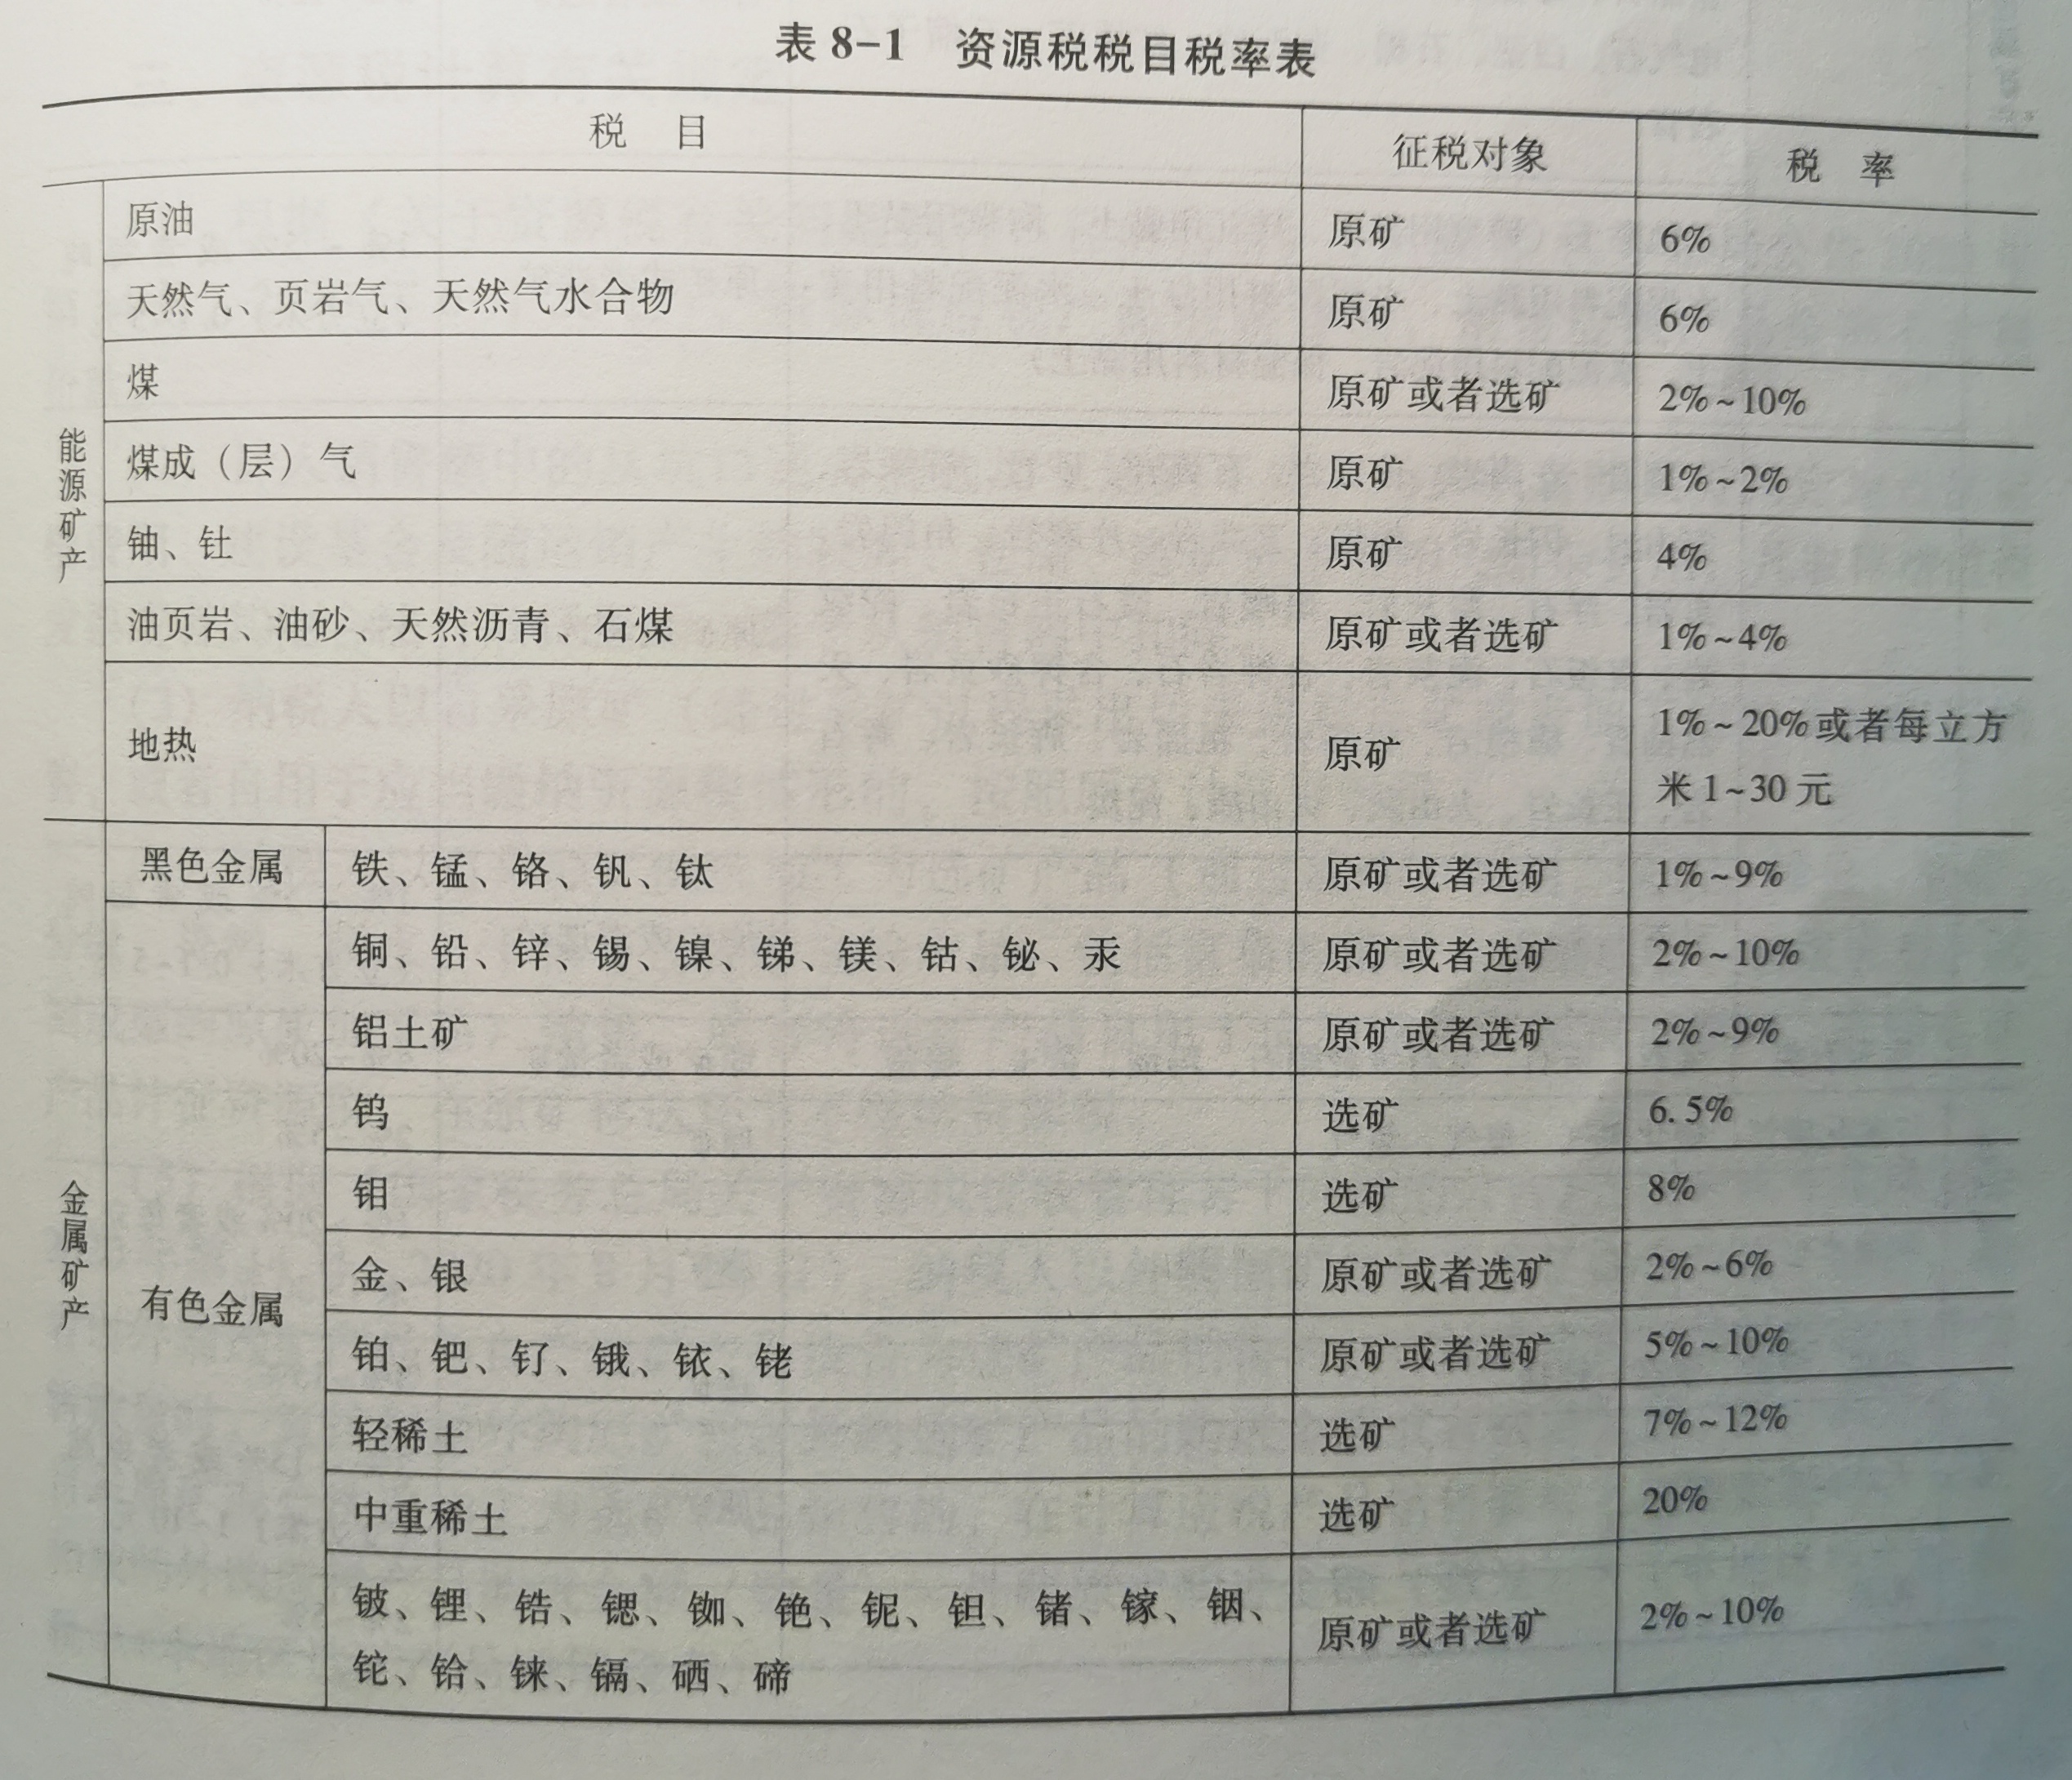 表 8-1 资源税税目税率表
税 目 征税对象 税 率
能源矿产
原油 原矿 6%
天然气、页岩气、天然气水合物 原矿 6%
煤 原矿或者选矿 2%~10%
煤成（层）气 原矿 1%~2%
铀、钍 原矿 4%
油页岩、油砂、天然沥青、石煤 原矿或者选矿 1%~4%
地热 原矿 1%~20%或者每立方
米 1~30 元
金属矿产
黑色金属 铁、锰、铬、钒、钛 原矿或者选矿 1%~9%
有色金属
铜、铅、锌、锡、镍、锑、镁、钴、铋、汞 原矿或者选矿 2%~10%
铝土矿 原矿或者选矿 2%~9%
钨 选矿 6.5%
钼 选矿 8%
金、银 原矿或者选矿 2%~6%
铂、钯、钌、锇、铱、铑 原矿或者选矿 5%~10%
轻稀土 选矿 7%~12%
中重稀土 选矿 20%
铍、锂、锆、锶、铷、铯、铌、钽、锗、镓、铟、
铊、铪、铼、镉、硒、碲 原矿或者选矿 2%~10%